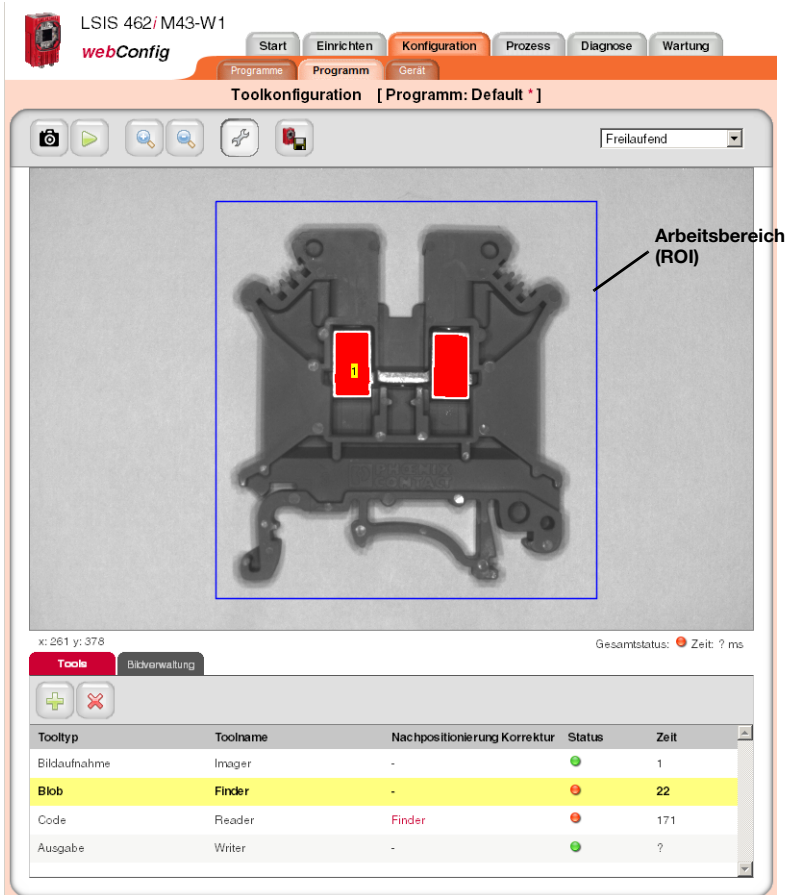 LSIS 462i M43-W1
webConfig
Start Einrichten Konfiguration Prozess Diagnose Wartung
Programme Programm Gerät
Toolkonfiguration [ Programm: Default * ]
Freilaufend
Arbeitsbereich
(ROI)
1
PHŒNIX
CONTACT
x: 261 y: 378
Gesamtstatus: Zeit: ? ms
Tools Bildverwaltung
Tooltyp Toolname Nachpositionierung Korrektur Status Zeit
Bildaufnahme Imager - 1
Blob Finder - 22
Code Reader Finder 171
Ausgabe Writer - ?